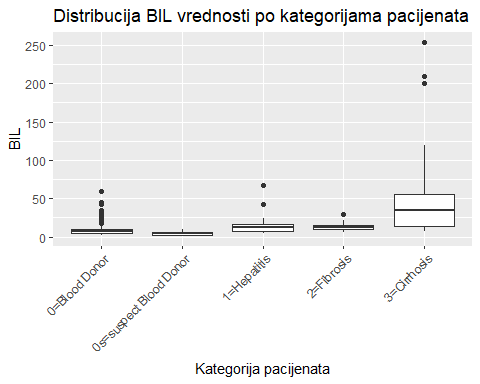 Distribucija BIL vrednosti po kategorijama pacijenata
250
200
150
100
50
0
BIL
0=Blood Donor
0s=suspect Blood Donor
1=Hepatitis
2=Fibrosis
3=Cirrhosis
Kategorija pacijenata